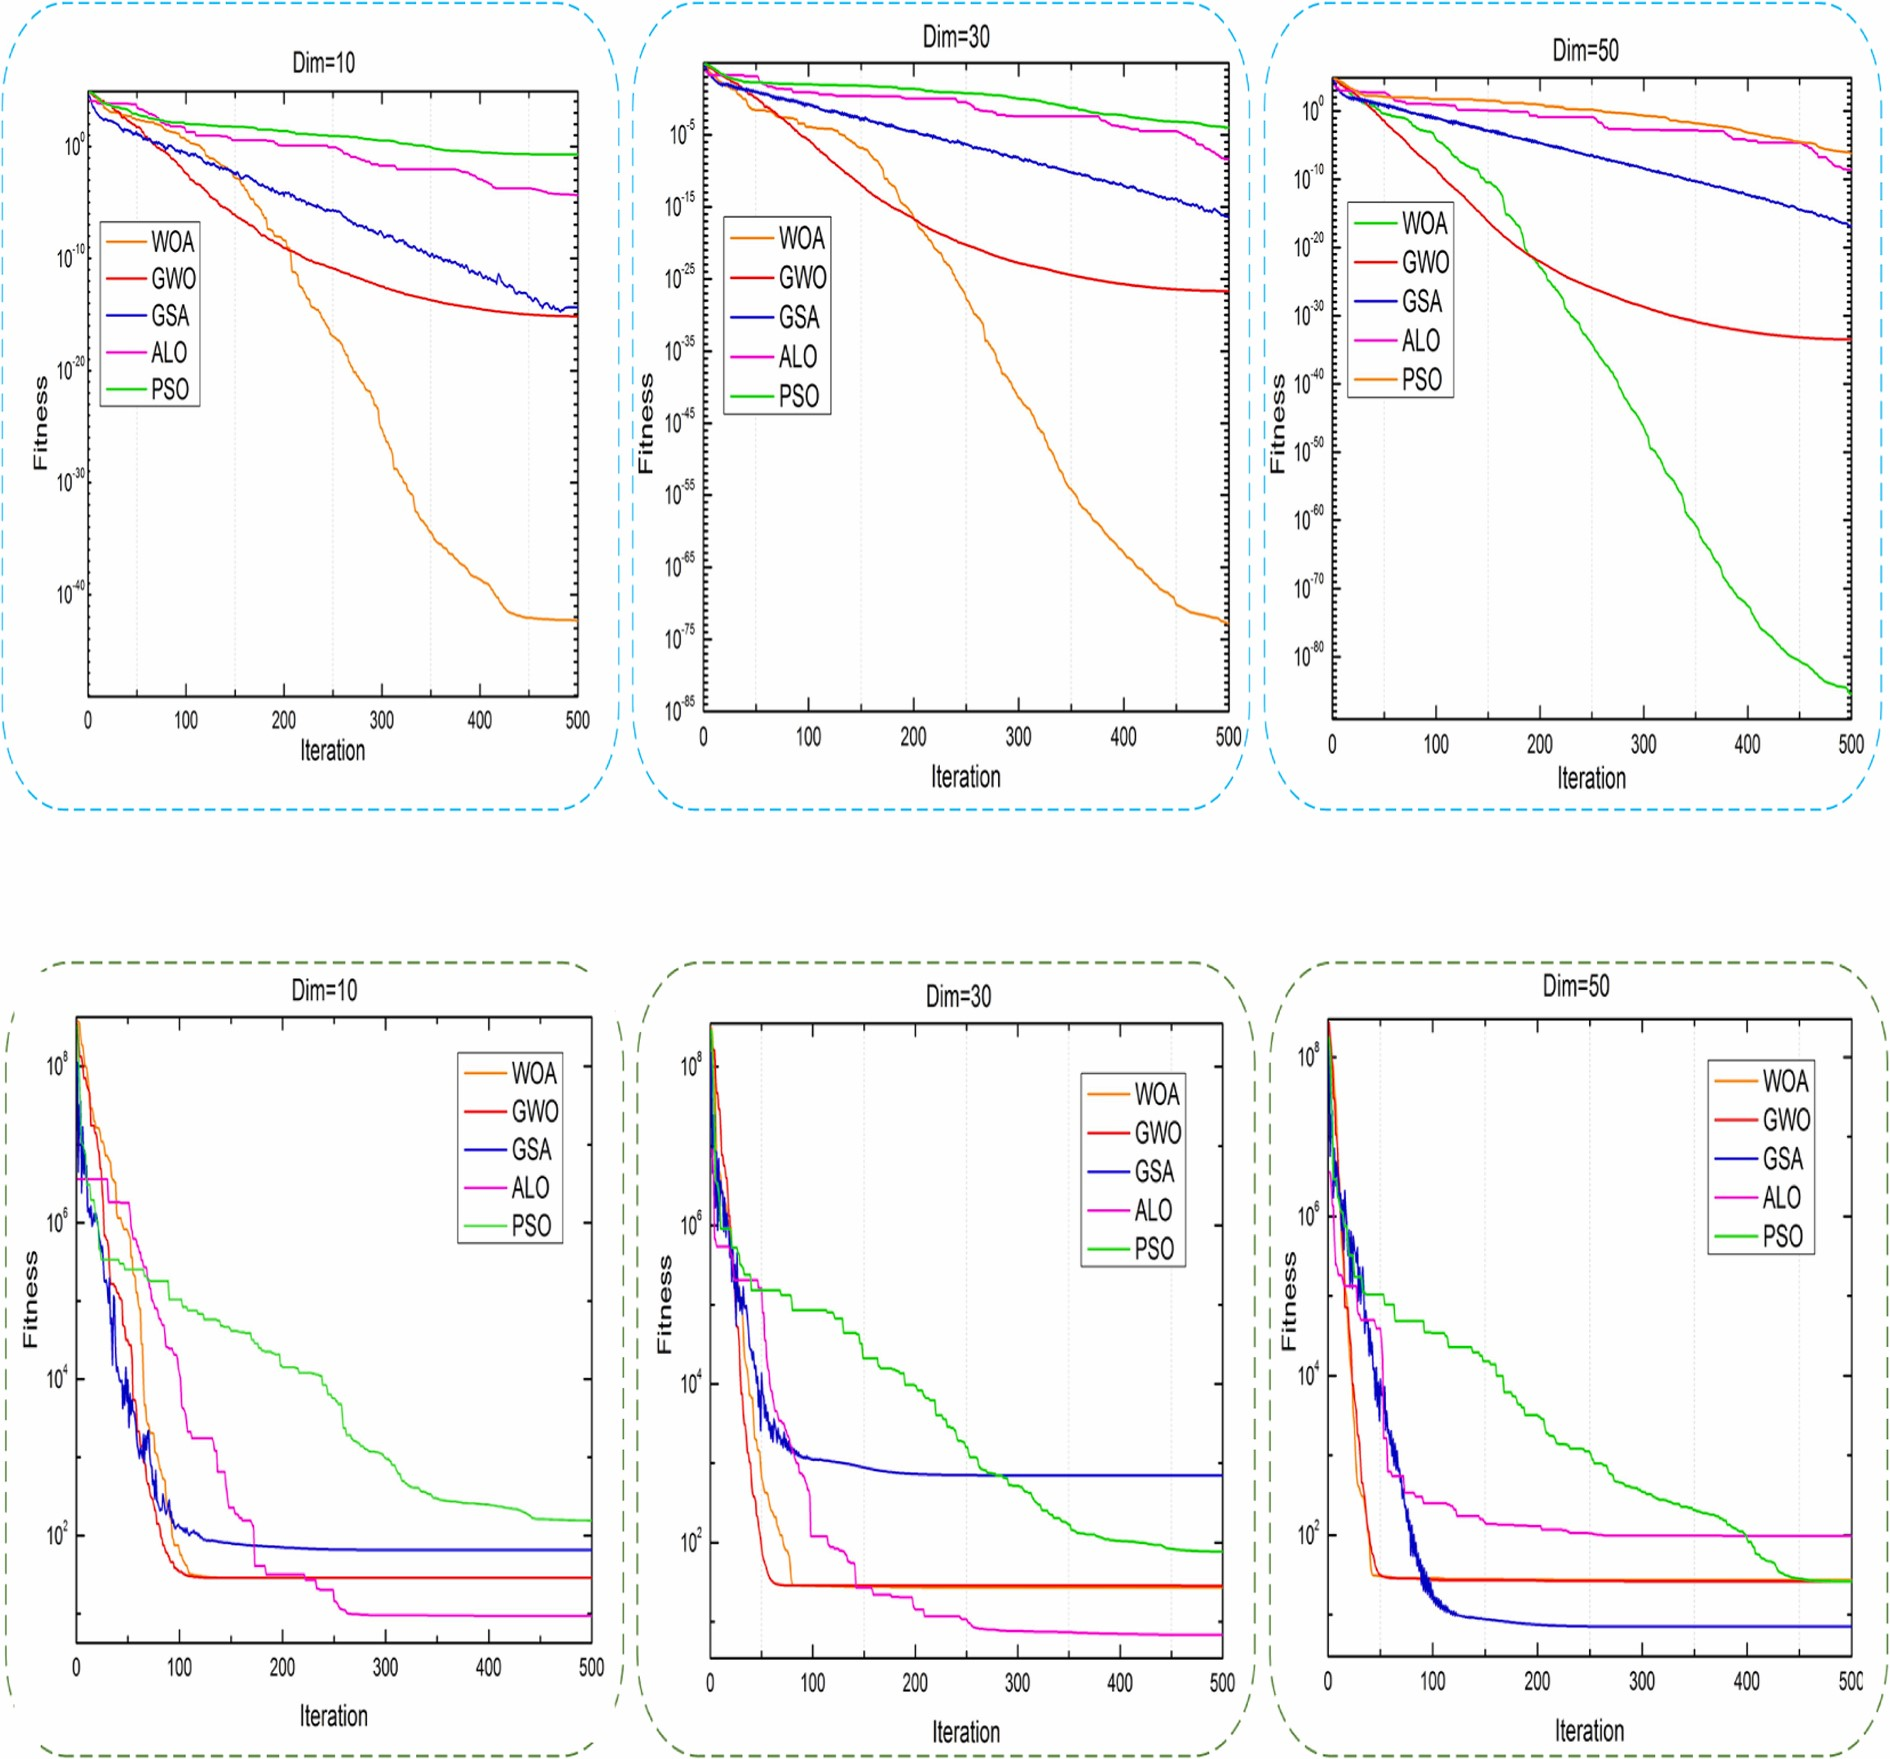 Dim=10
10^0
10^-10
10^-20
10^-30
10^-40
Fitness
WOA
GWO
GSA
ALO
PSO
0 100 200 300 400 500
Iteration
Dim=30
10^-5
10^-15
10^-25
10^-35
10^-45
10^-55
10^-65
10^-75
10^-85
Fitness
WOA
GWO
GSA
ALO
PSO
0 100 200 300 400 500
Iteration
Dim=50
10^0
10^-10
10^-20
10^-30
10^-40
10^-50
10^-60
10^-70
10^-80
Fitness
WOA
GWO
GSA
ALO
PSO
0 100 200 300 400 500
Iteration
Dim=10
10^8
10^6
10^4
10^2
Fitness
WOA
GWO
GSA
ALO
PSO
0 100 200 300 400 500
Iteration
Dim=30
10^8
10^6
10^4
10^2
Fitness
WOA
GWO
GSA
ALO
PSO
0 100 200 300 400 500
Iteration
Dim=50
10^8
10^6
10^4
10^2
Fitness
WOA
GWO
GSA
ALO
PSO
0 100 200 300 400 500
Iteration